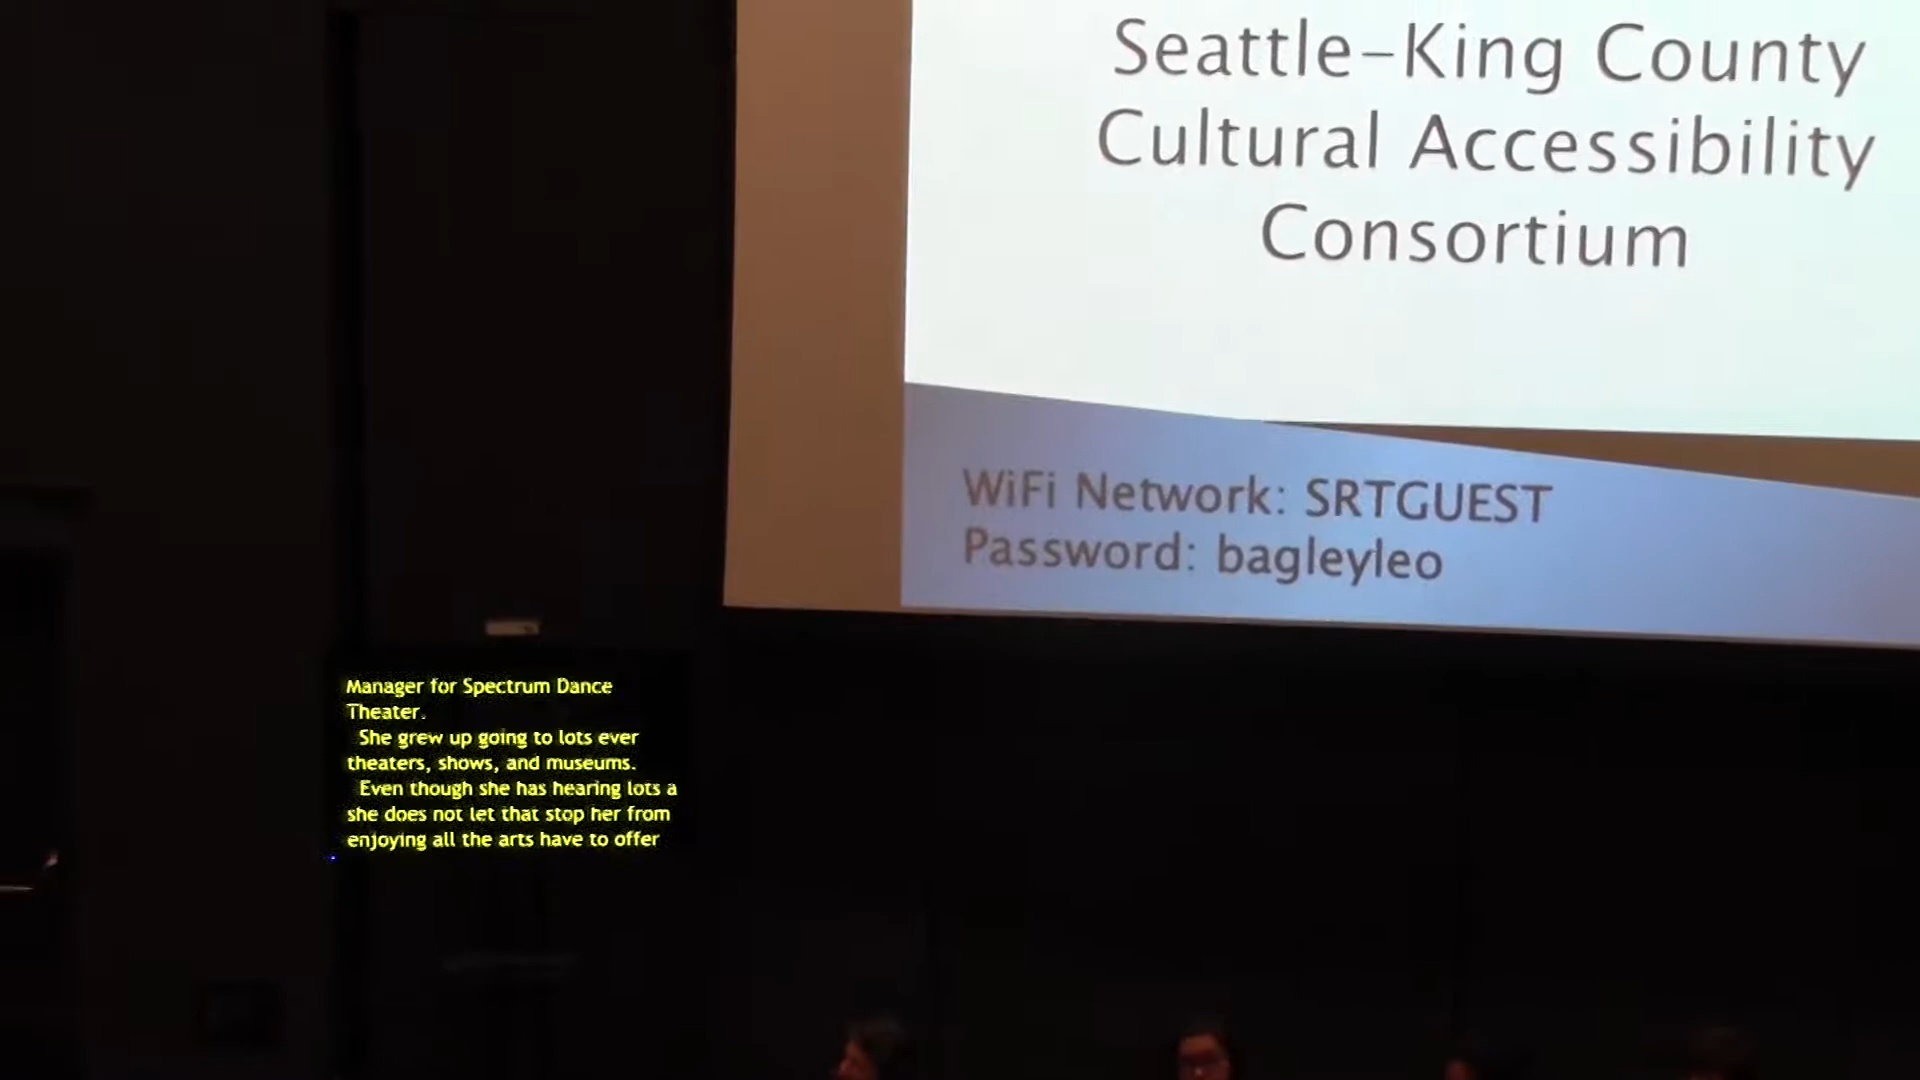 Seattle-King County
Cultural Accessibility
Consortium
WiFi Network: SRTGUEST
Password: bagleyleo
Manager for Spectrum Dance
Theater.
She grew up going to lots ever
theaters, shows, and museums.
Even though she has hearing lots a
she does not let that stop her from
enjoying all the arts have to offer